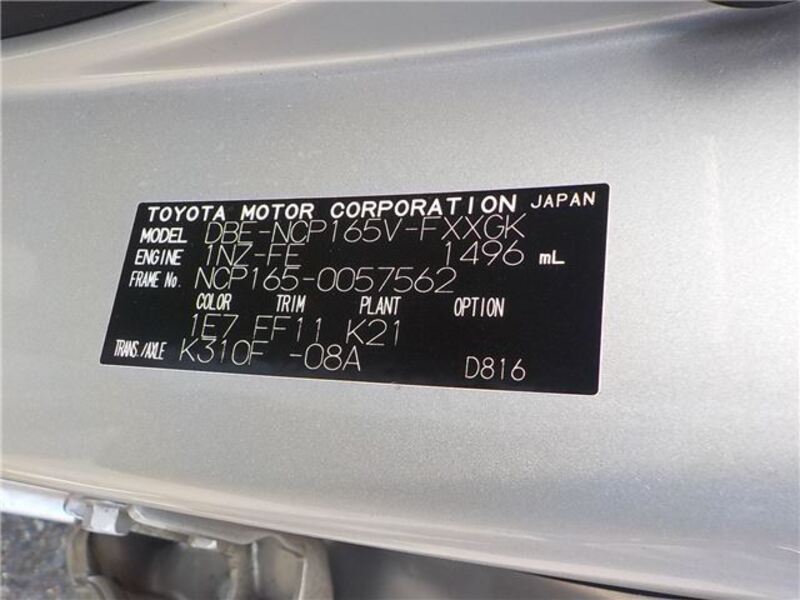 TOYOTA MOTOR CORPORATION JAPAN
MODEL DBE-NCP165V-FXXGK
ENGINE 1NZ-FE 1496 mL
FRAME No. NCP165-0057562
COLOR TRIM PLANT OPTION
1E7 FF11 K21
TRANS./AXLE K310F -08A D816